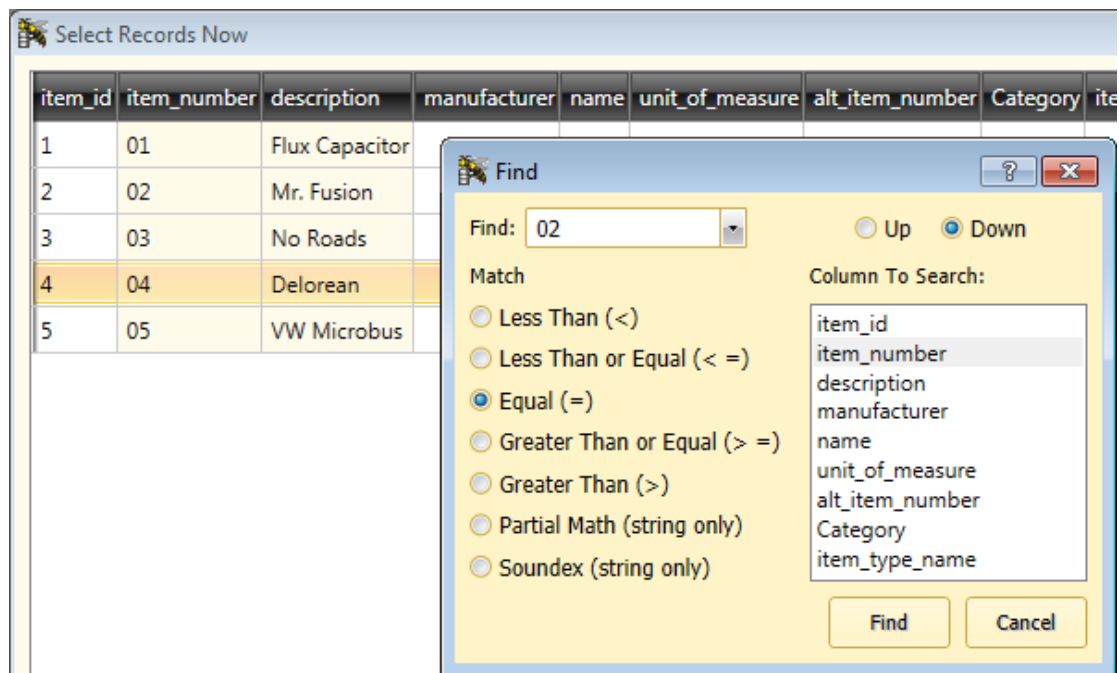 Select Records Now
item_id item_number description manufacturer name unit_of_measure alt_item_number Category ite
1 01 Flux Capacitor
2 02 Mr. Fusion
3 03 No Roads
4 04 Delorean
5 05 VW Microbus
Find
?
Find: 02
Up Down
Match
Less Than (<)
Less Than or Equal (< =)
Equal (=)
Greater Than or Equal (> =)
Greater Than (>)
Partial Math (string only)
Soundex (string only)
Column To Search:
item_id
item_number
description
manufacturer
name
unit_of_measure
alt_item_number
Category
item_type_name
Find Cancel